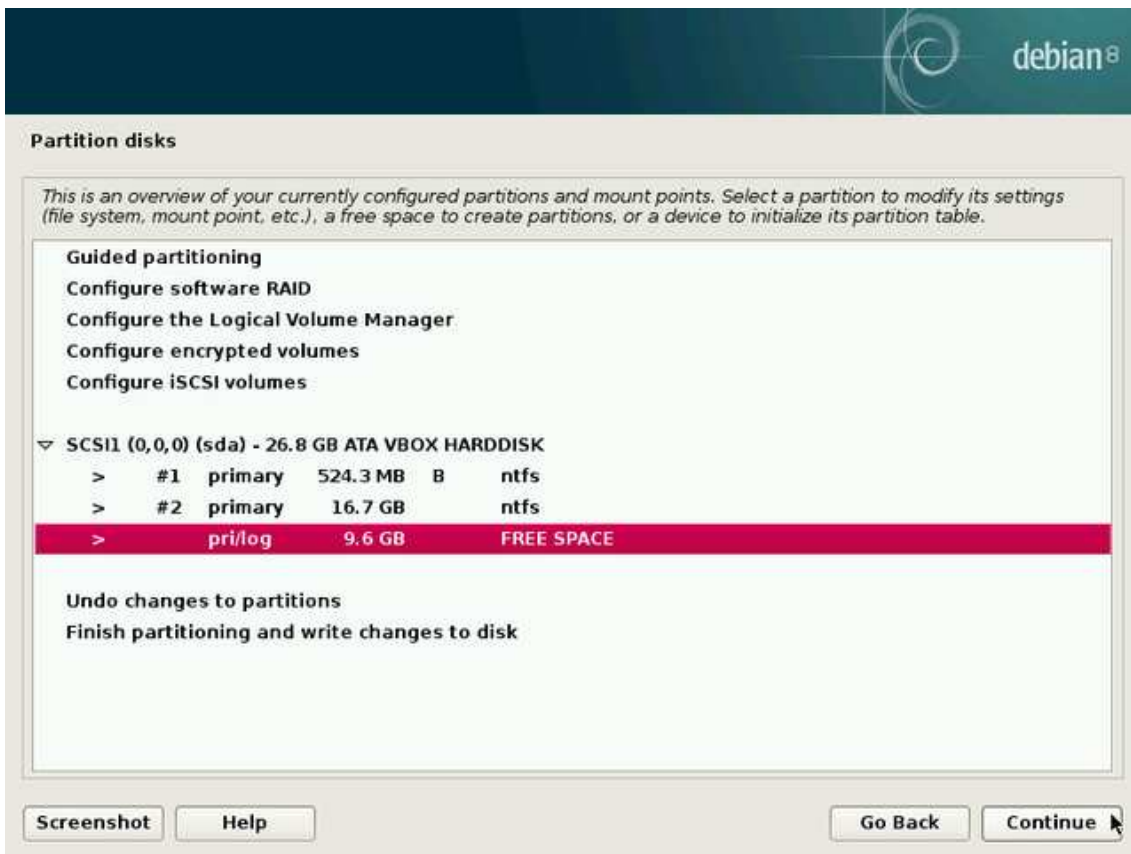 debian 8
Partition disks
This is an overview of your currently configured partitions and mount points. Select a partition to modify its settings
(file system, mount point, etc.), a free space to create partitions, or a device to initialize its partition table.
Guided partitioning
Configure software RAID
Configure the Logical Volume Manager
Configure encrypted volumes
Configure iSCSI volumes
SCSI1 (0,0,0) (sda) - 26.8 GB ATA VBOX HARDDISK
> #1 primary 524.3 MB B ntfs
> #2 primary 16.7 GB ntfs
> pri/log 9.6 GB FREE SPACE
Undo changes to partitions
Finish partitioning and write changes to disk
Screenshot Help Go Back Continue